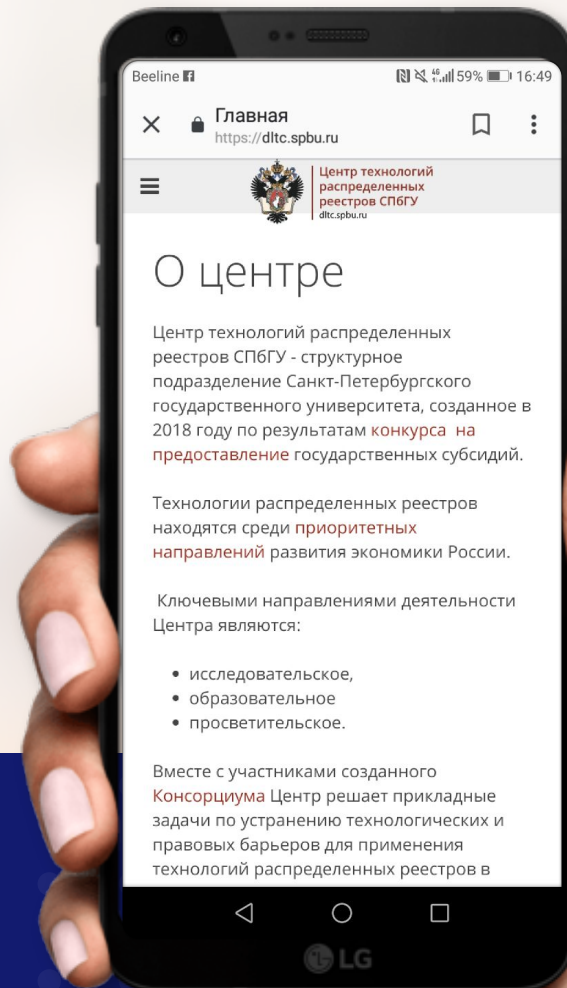 Beeline
46
59%
16:49
Главная
https://dltc.spbu.ru
Центр технологий
распределенных
реестров СПбГУ
dltc.spbu.ru
О центре
Центр технологий распределенных
реестров СПбГУ - структурное
подразделение Санкт-Петербургского
государственного университета, созданное в
2018 году по результатам конкурса на
предоставление государственных субсидий.
Технологии распределенных реестров
находятся среди приоритетных
направлений развития экономики России.
Ключевыми направлениями деятельности
Центра являются:
• исследовательское,
• образовательное
• просветительское.
Вместе с участниками созданного
Консорциума Центр решает прикладные
задачи по устранению технологических и
правовых барьеров для применения
технологий распределенных реестров в
LG